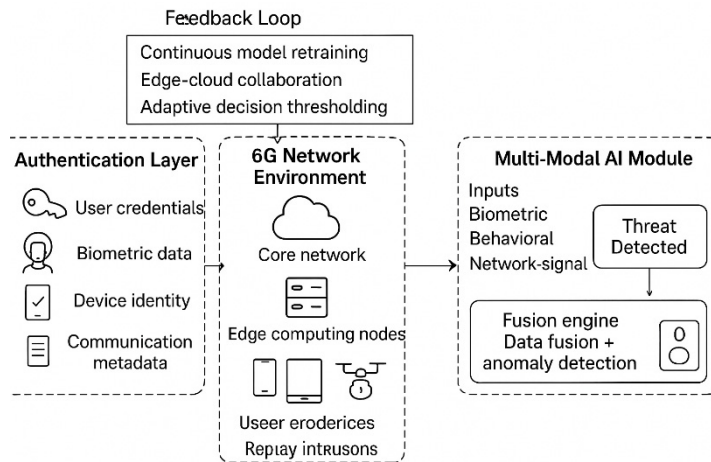 Feedback Loop
Continuous model retraining
Edge-cloud collaboration
Adaptive decision thresholding
Authentication Layer
User credentials
Biometric data
Device identity
Communication
metadata
6G Network
Environment
Core network
Edge computing nodes
Useer eroderices
Replay intrusons
Multi-Modal AI Module
Inputs
Biometric
Behavioral
Network-signal
Threat
Detected
Fusion engine
Data fusion +
anomaly detection